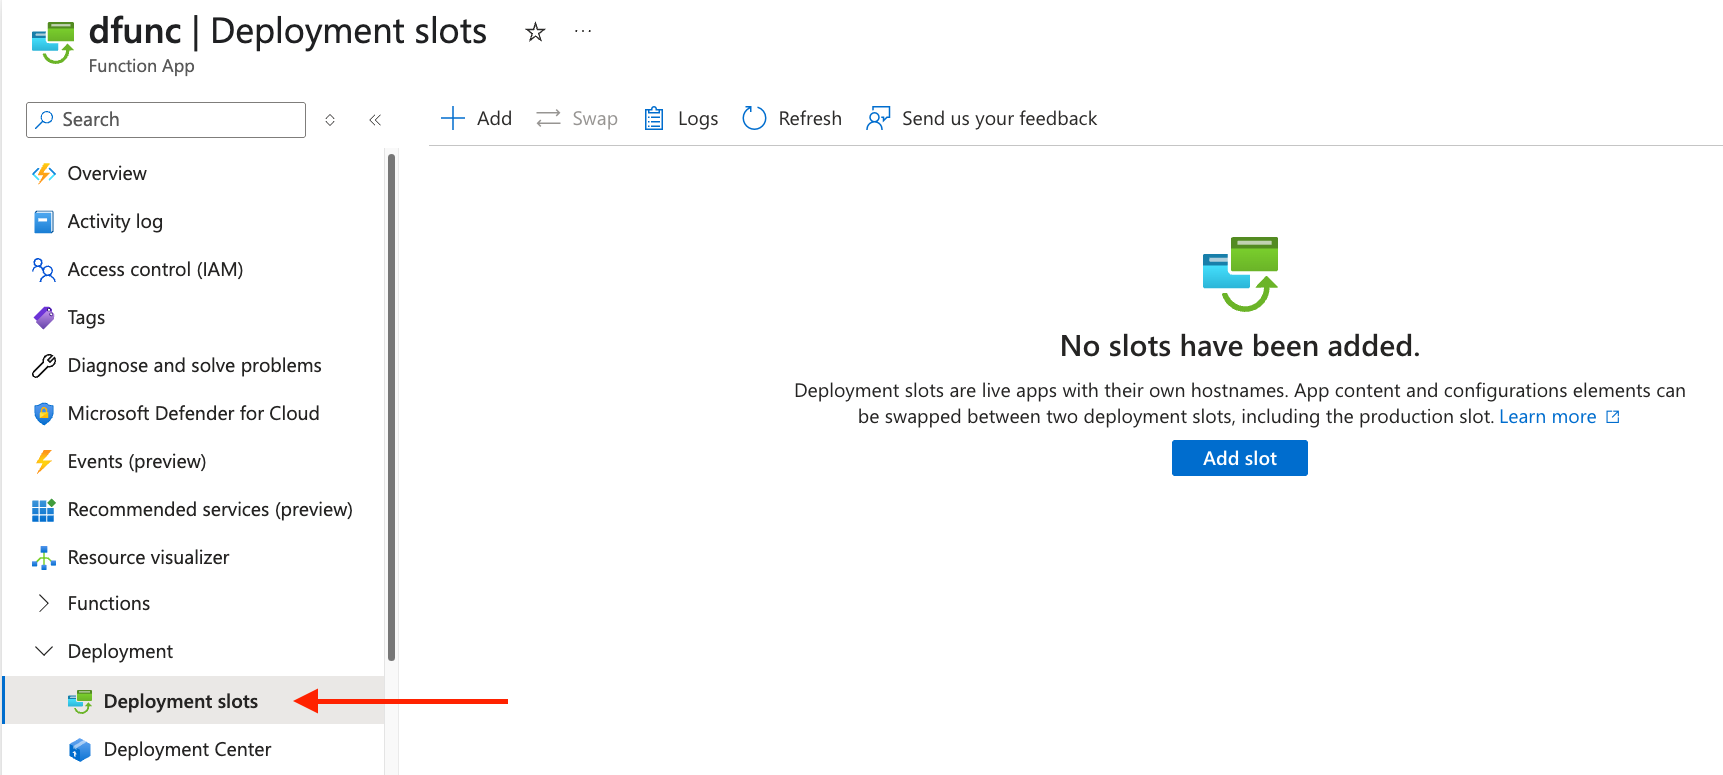 dfunc | Deployment slots
Function App
Search
Add
Swap
Logs
Refresh
Send us your feedback
Overview
Activity log
Access control (IAM)
Tags
Diagnose and solve problems
Microsoft Defender for Cloud
Events (preview)
Recommended services (preview)
Resource visualizer
Functions
Deployment
Deployment slots
Deployment Center
No slots have been added.
Deployment slots are live apps with their own hostnames. App content and configurations elements can
be swapped between two deployment slots, including the production slot. Learn more
Add slot